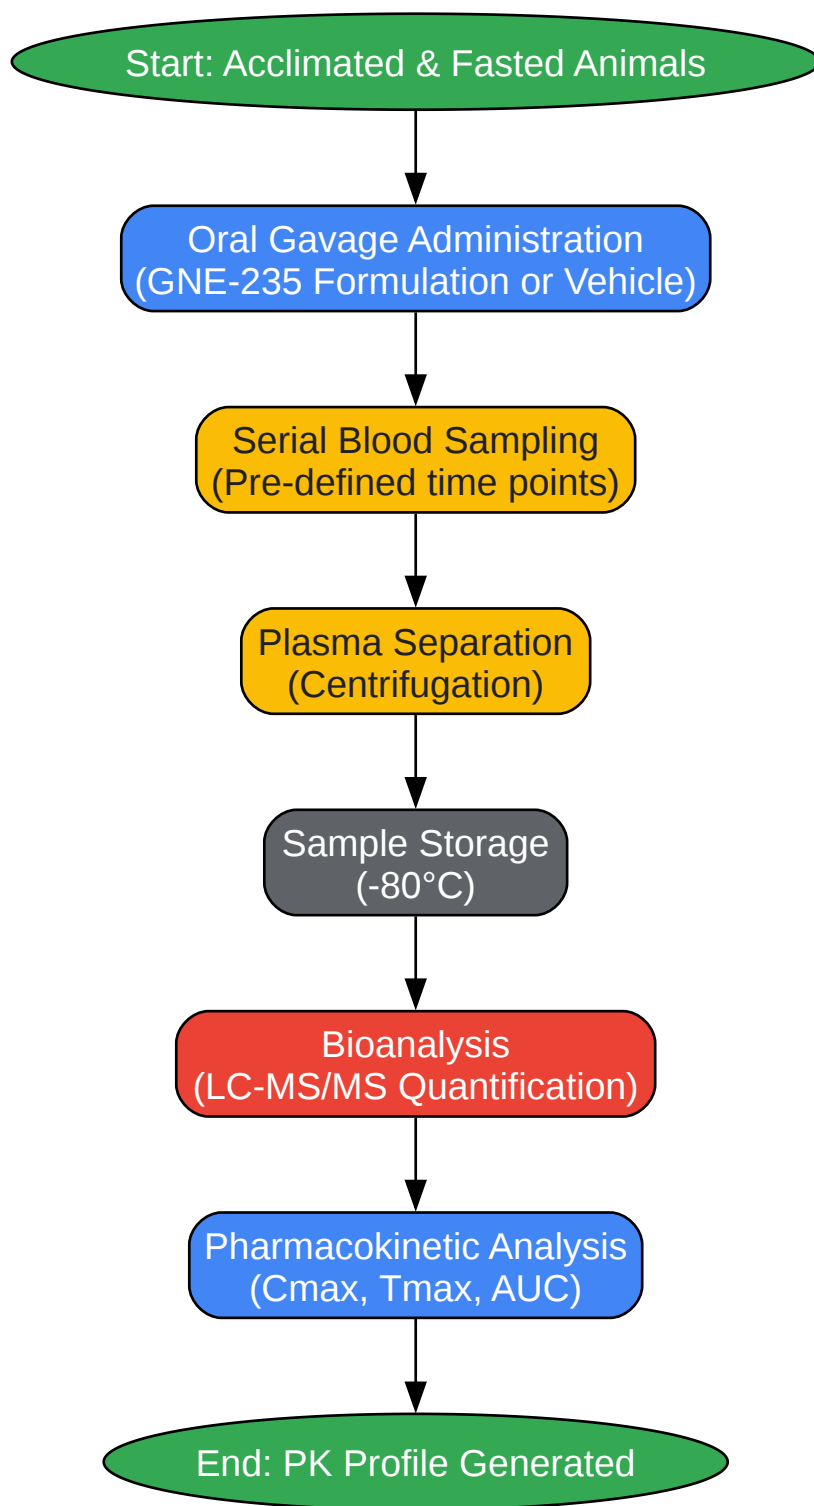 Start: Acclimated & Fasted Animals
Oral Gavage Administration
(GNE-235 Formulation or Vehicle)
Serial Blood Sampling
(Pre-defined time points)
Plasma Separation
(Centrifugation)
Sample Storage
(-80°C)
Bioanalysis
(LC-MS/MS Quantification)
Pharmacokinetic Analysis
(Cmax, Tmax, AUC)
End: PK Profile Generated